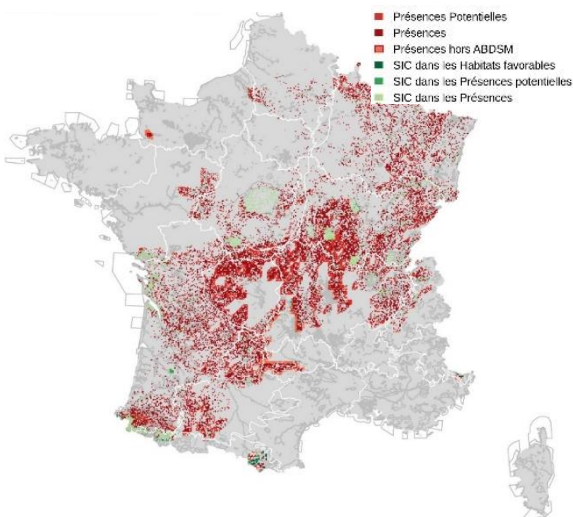 Présences Potentielles
Présences
Présences hors ABDSM
SIC dans les Habitats favorables
SIC dans les Présences potentielles
SIC dans les Présences